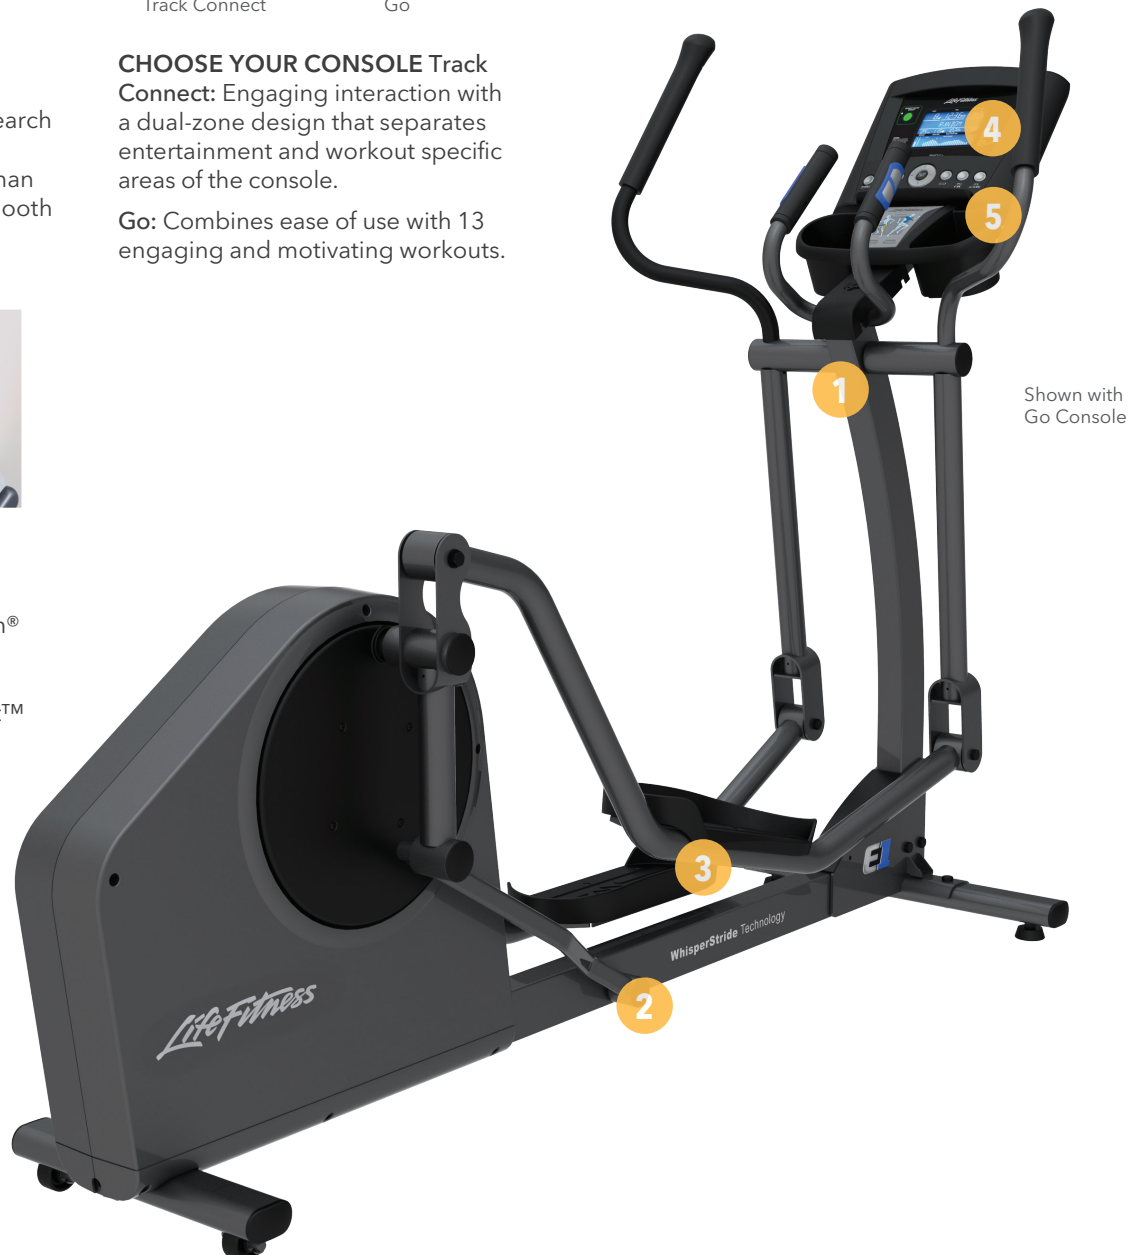 Track Connect
Go
CHOOSE YOUR CONSOLE Track
Connect: Engaging interaction with
a dual-zone design that separates
entertainment and workout specific
areas of the console.
Go: Combines ease of use with 13
engaging and motivating workouts.
ooth
4
5
1
Shown with
Go Console
3
E1
WhisperStride Technology
2
LifeFitness